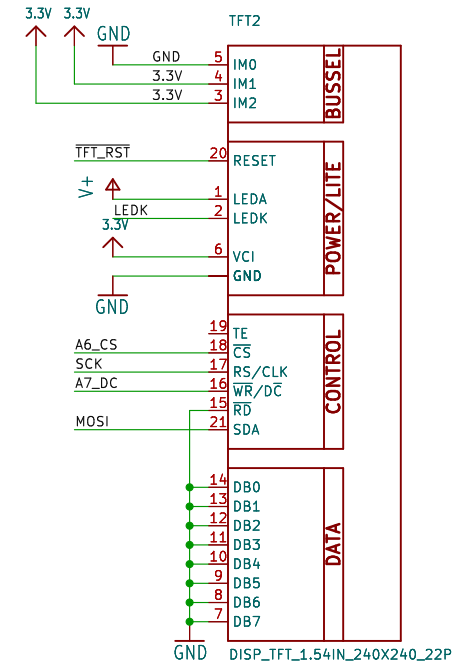 3.3V 3.3V GND TFT2
GND 5 IM0
3.3V 4 IM1
3.3V 3 IM2
BUSSEL
TFT_RST 20 RESET
V+ 1 LEDA
LEDK 2 LEDK
3.3V
6 VCI
GND
GND
POWER/LITE
19 TE
A6_CS 18 CS
SCK 17 RS/CLK
A7_DC 16 WR/DC
15 RD
MOSI 21 SDA
CONTROL
14 DB0
13 DB1
12 DB2
11 DB3
10 DB4
9 DB5
8 DB6
7 DB7
DATA
GND DISP_TFT_1.54IN_240X240_22P